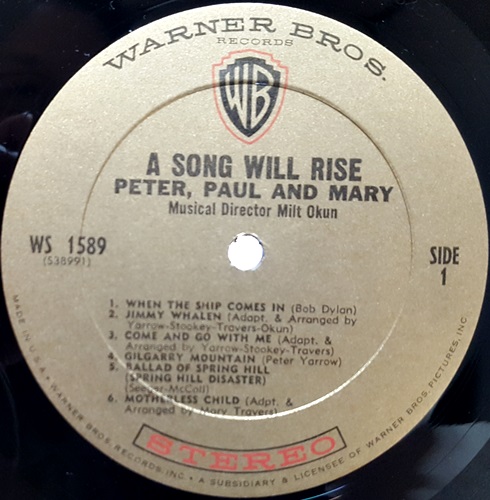 WARNER BROS.
RECORDS
WB
A SONG WILL RISE
PETER, PAUL AND MARY
Musical Director Milt Okun
WS 1589
(S38991)
SIDE
1
1. WHEN THE SHIP COMES IN (Bob Dylan)
2. JIMMY WHALEN (Adapt. & Arranged by
Yarrow-Stookey-Travers-Okun)
3. COME AND GO WITH ME (Adapt. &
Arranged by Yarrow-Stookey-Travers)
4. GILGARRY MOUNTAIN (Peter Yarrow)
5. BALLAD OF SPRING HILL
(SPRING HILL DISASTER)
(Seeger-McColl)
6. MOTHERLESS CHILD (Adpt. &
Arranged by Mary Travers)
STEREO
MADE IN U.S.A. • WARNER BROS. RECORDS, INC. • A SUBSIDIARY & LICENSEE OF WARNER BROS. PICTURES, INC.